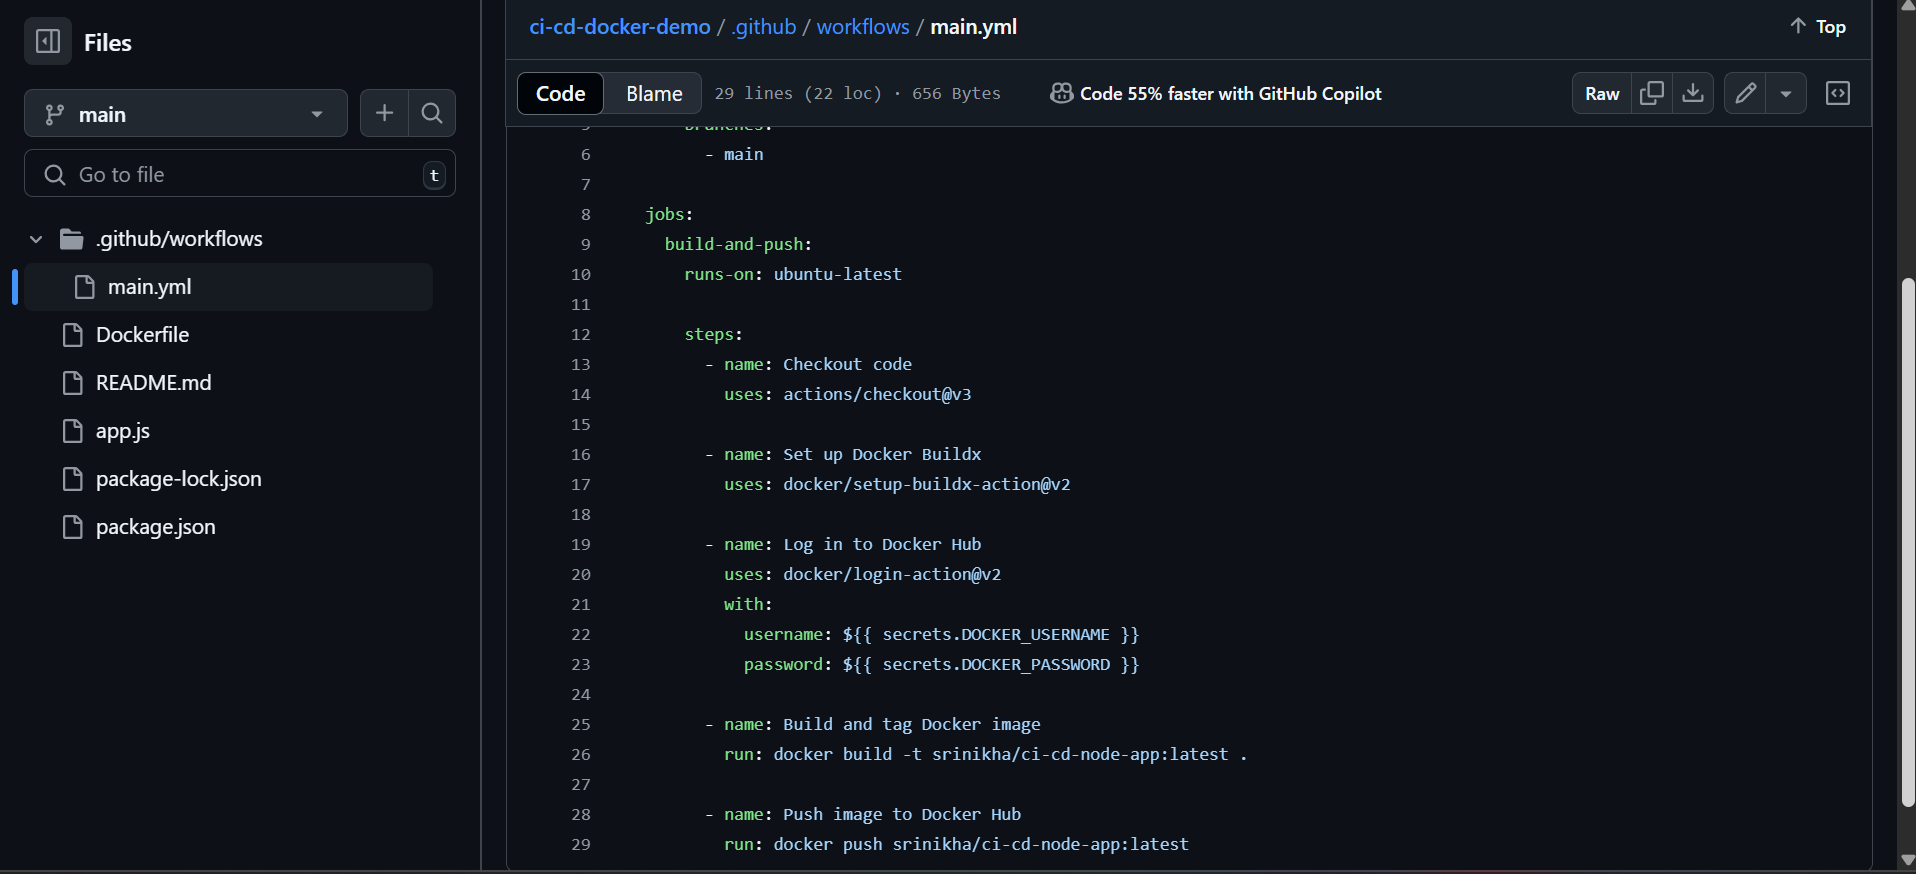 Files
main
Go to file
t
.github/workflows
main.yml
Dockerfile
README.md
app.js
package-lock.json
package.json
ci-cd-docker-demo / .github / workflows / main.yml
Top
Code
Blame
29 lines (22 loc) · 656 Bytes
Code 55% faster with GitHub Copilot
Raw
5 branches:
6 - main
7
8 jobs:
9 build-and-push:
10 runs-on: ubuntu-latest
11
12 steps:
13 - name: Checkout code
14 uses: actions/checkout@v3
15
16 - name: Set up Docker Buildx
17 uses: docker/setup-buildx-action@v2
18
19 - name: Log in to Docker Hub
20 uses: docker/login-action@v2
21 with:
22 username: ${{ secrets.DOCKER_USERNAME }}
23 password: ${{ secrets.DOCKER_PASSWORD }}
24
25 - name: Build and tag Docker image
26 run: docker build -t srinikha/ci-cd-node-app:latest .
27
28 - name: Push image to Docker Hub
29 run: docker push srinikha/ci-cd-node-app:latest